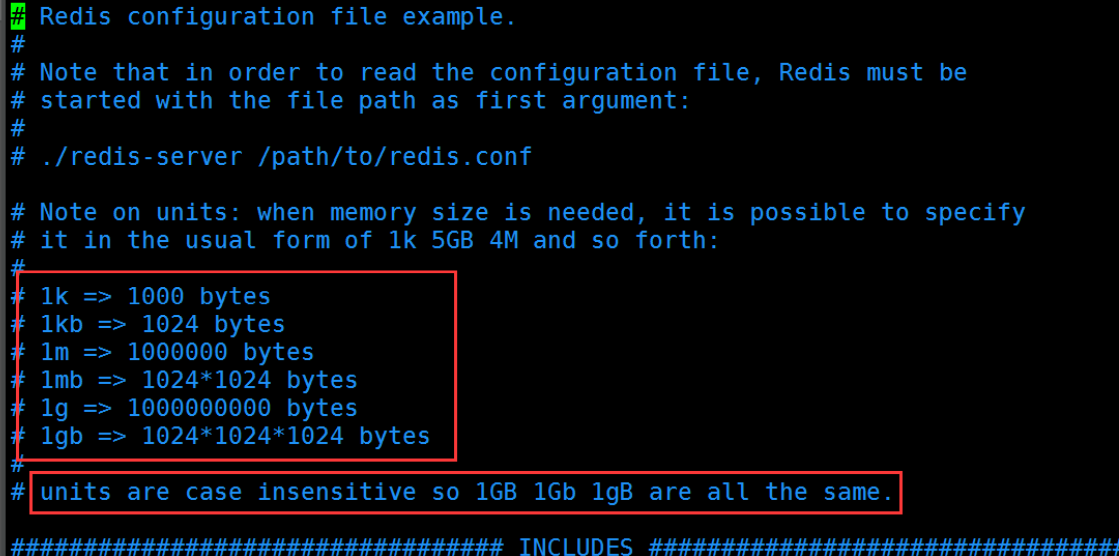 # Redis configuration file example.
#
# Note that in order to read the configuration file, Redis must be
# started with the file path as first argument:
#
# ./redis-server /path/to/redis.conf
# Note on units: when memory size is needed, it is possible to specify
# it in the usual form of 1k 5GB 4M and so forth:
#
# 1k => 1000 bytes
# 1kb => 1024 bytes
# 1m => 1000000 bytes
# 1mb => 1024*1024 bytes
# 1g => 1000000000 bytes
# 1gb => 1024*1024*1024 bytes
#
# units are case insensitive so 1GB 1Gb 1gB are all the same.
################################## INCLUDES ################################